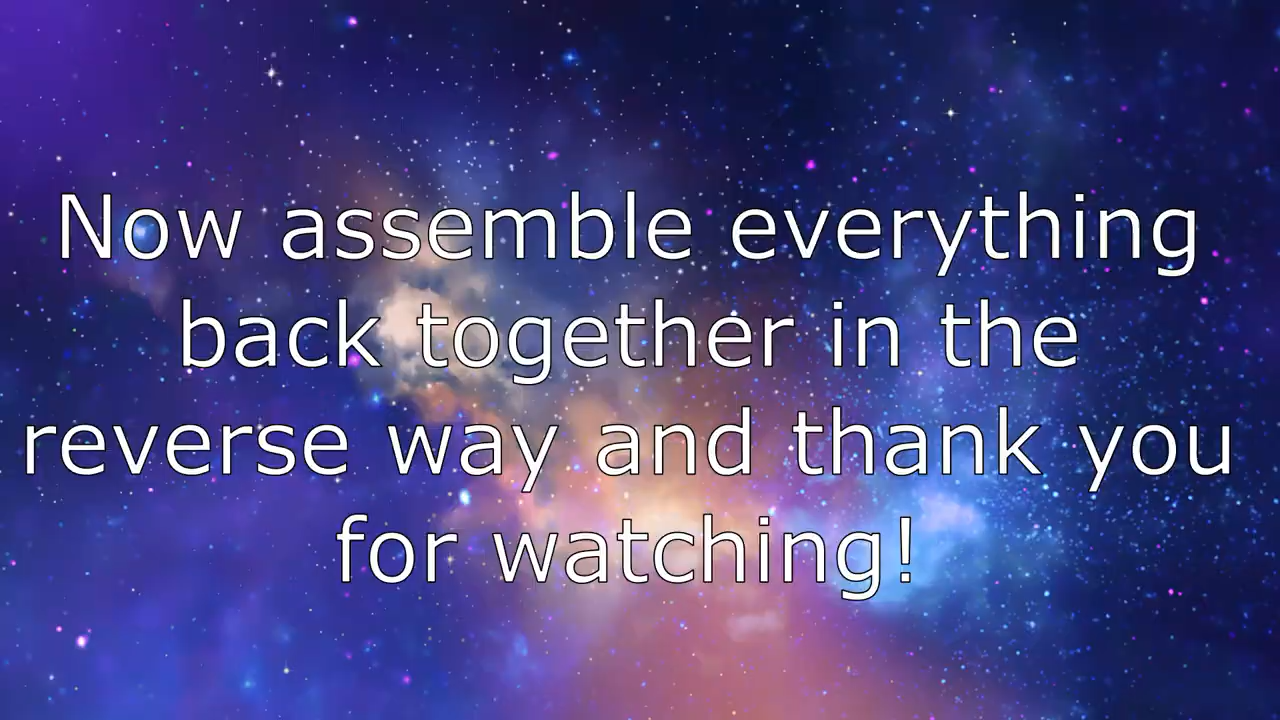 Now assemble everything
back together in the
reverse way and thank you
for watching!